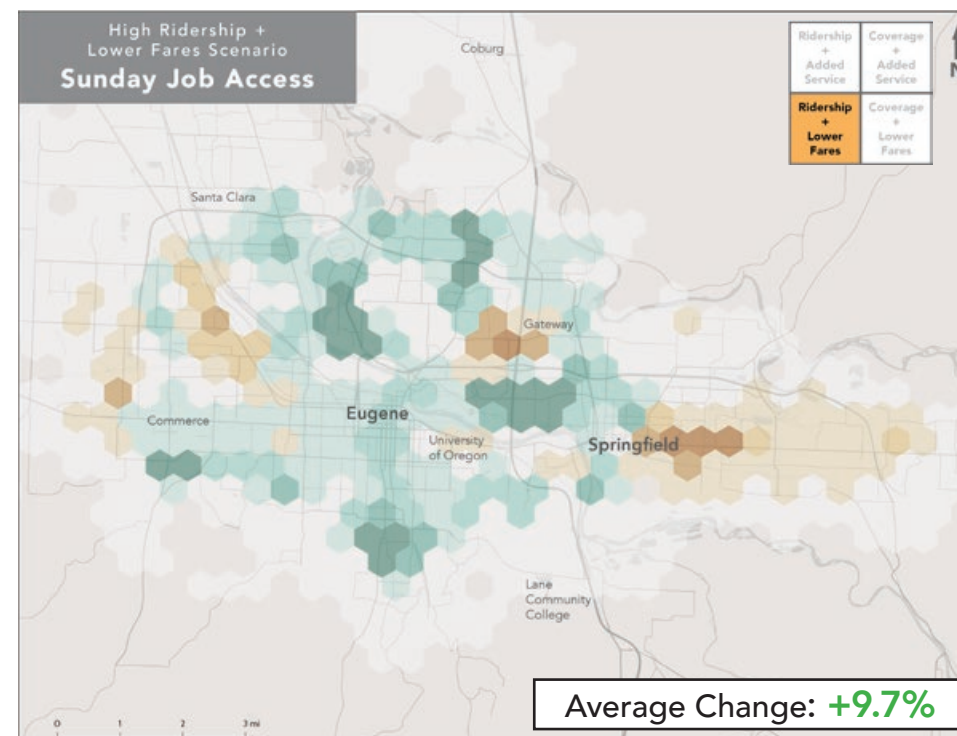 High Ridership +
Lower Fares Scenario
Sunday Job Access
Ridership
+
Added
Service
Coverage
+
Added
Service
Ridership
+
Lower
Fares
Coverage
+
Lower
Fares
N
Coburg
Santa Clara
Gateway
Commerce
Eugene
University
of Oregon
Springfield
Lane
Community
College
0 1 2 3 mi
Average Change: +9.7%